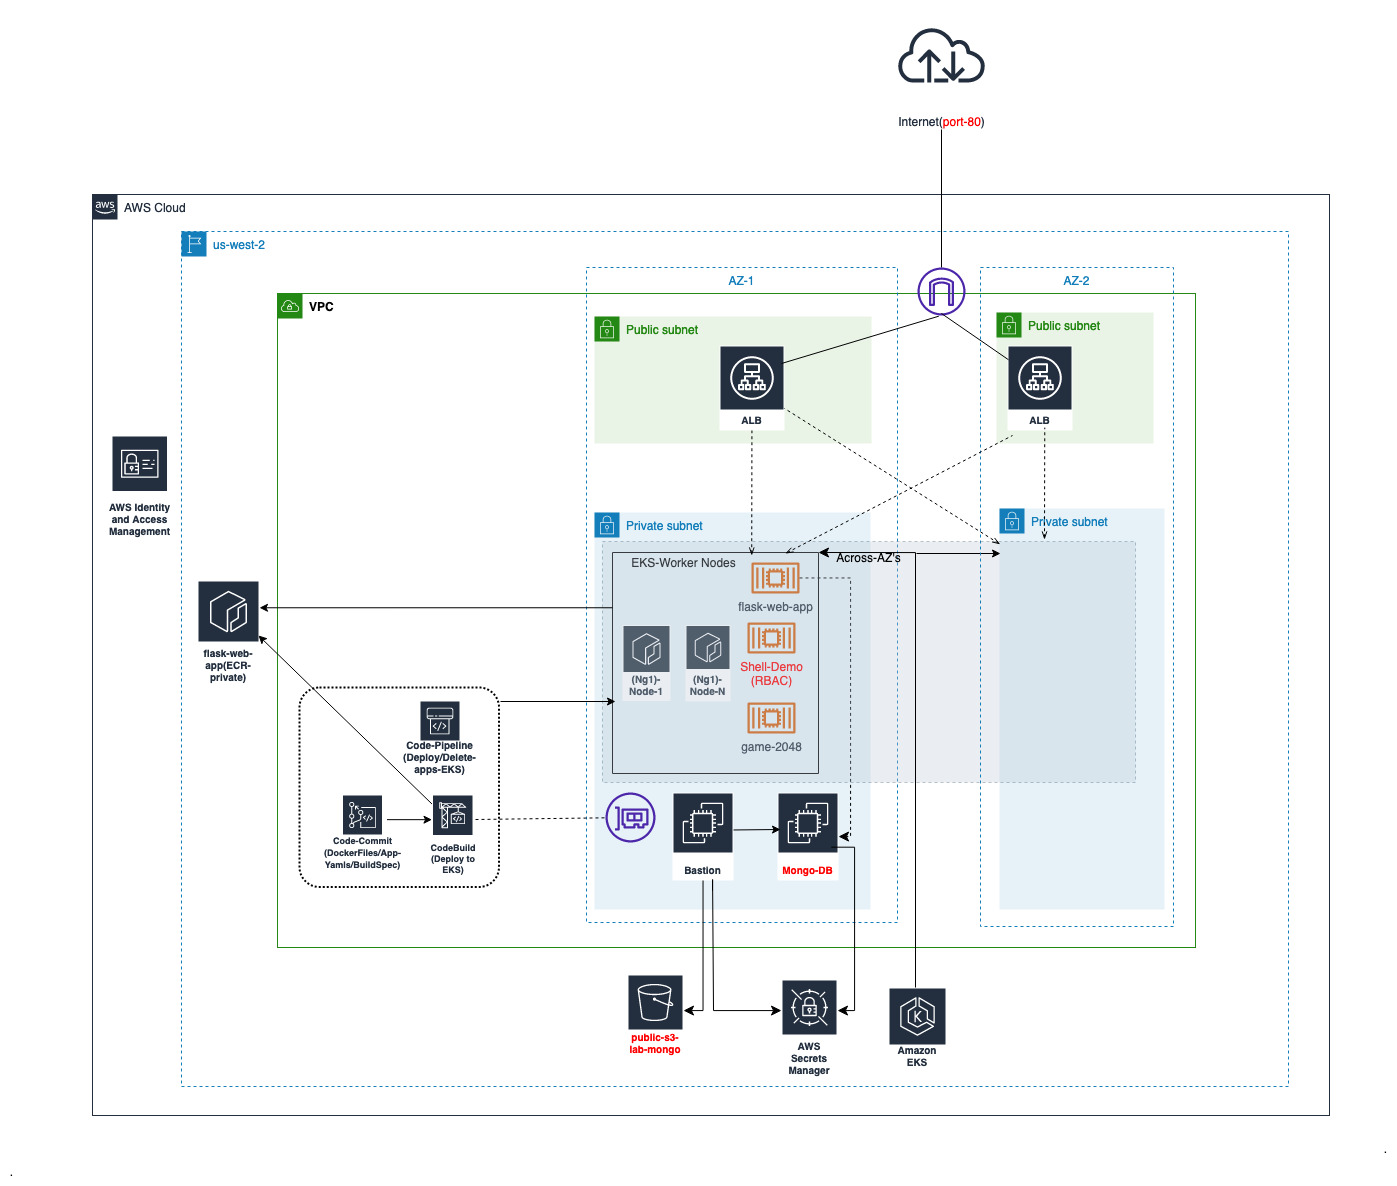 Internet(port-80)
aws
AWS Cloud
us-west-2
AZ-1
AZ-2
VPC
Public subnet
Public subnet
ALB
ALB
AWS Identity
and Access
Management
Private subnet
Private subnet
EKS-Worker Nodes
Across-AZ's
flask-web-app
flask-web-
app(ECR-
private)
(Ng1)-
Node-1
(Ng1)-
Node-N
Shell-Demo
(RBAC)
game-2048
Code-Pipeline
(Deploy/Delete-
apps-EKS)
Code-Commit
(DockerFiles/App-
Yamls/BuildSpec)
CodeBuild
(Deploy to
EKS)
Bastion
Mongo-DB
public-s3-
lab-mongo
AWS
Secrets
Manager
K
Amazon
EKS
.
.